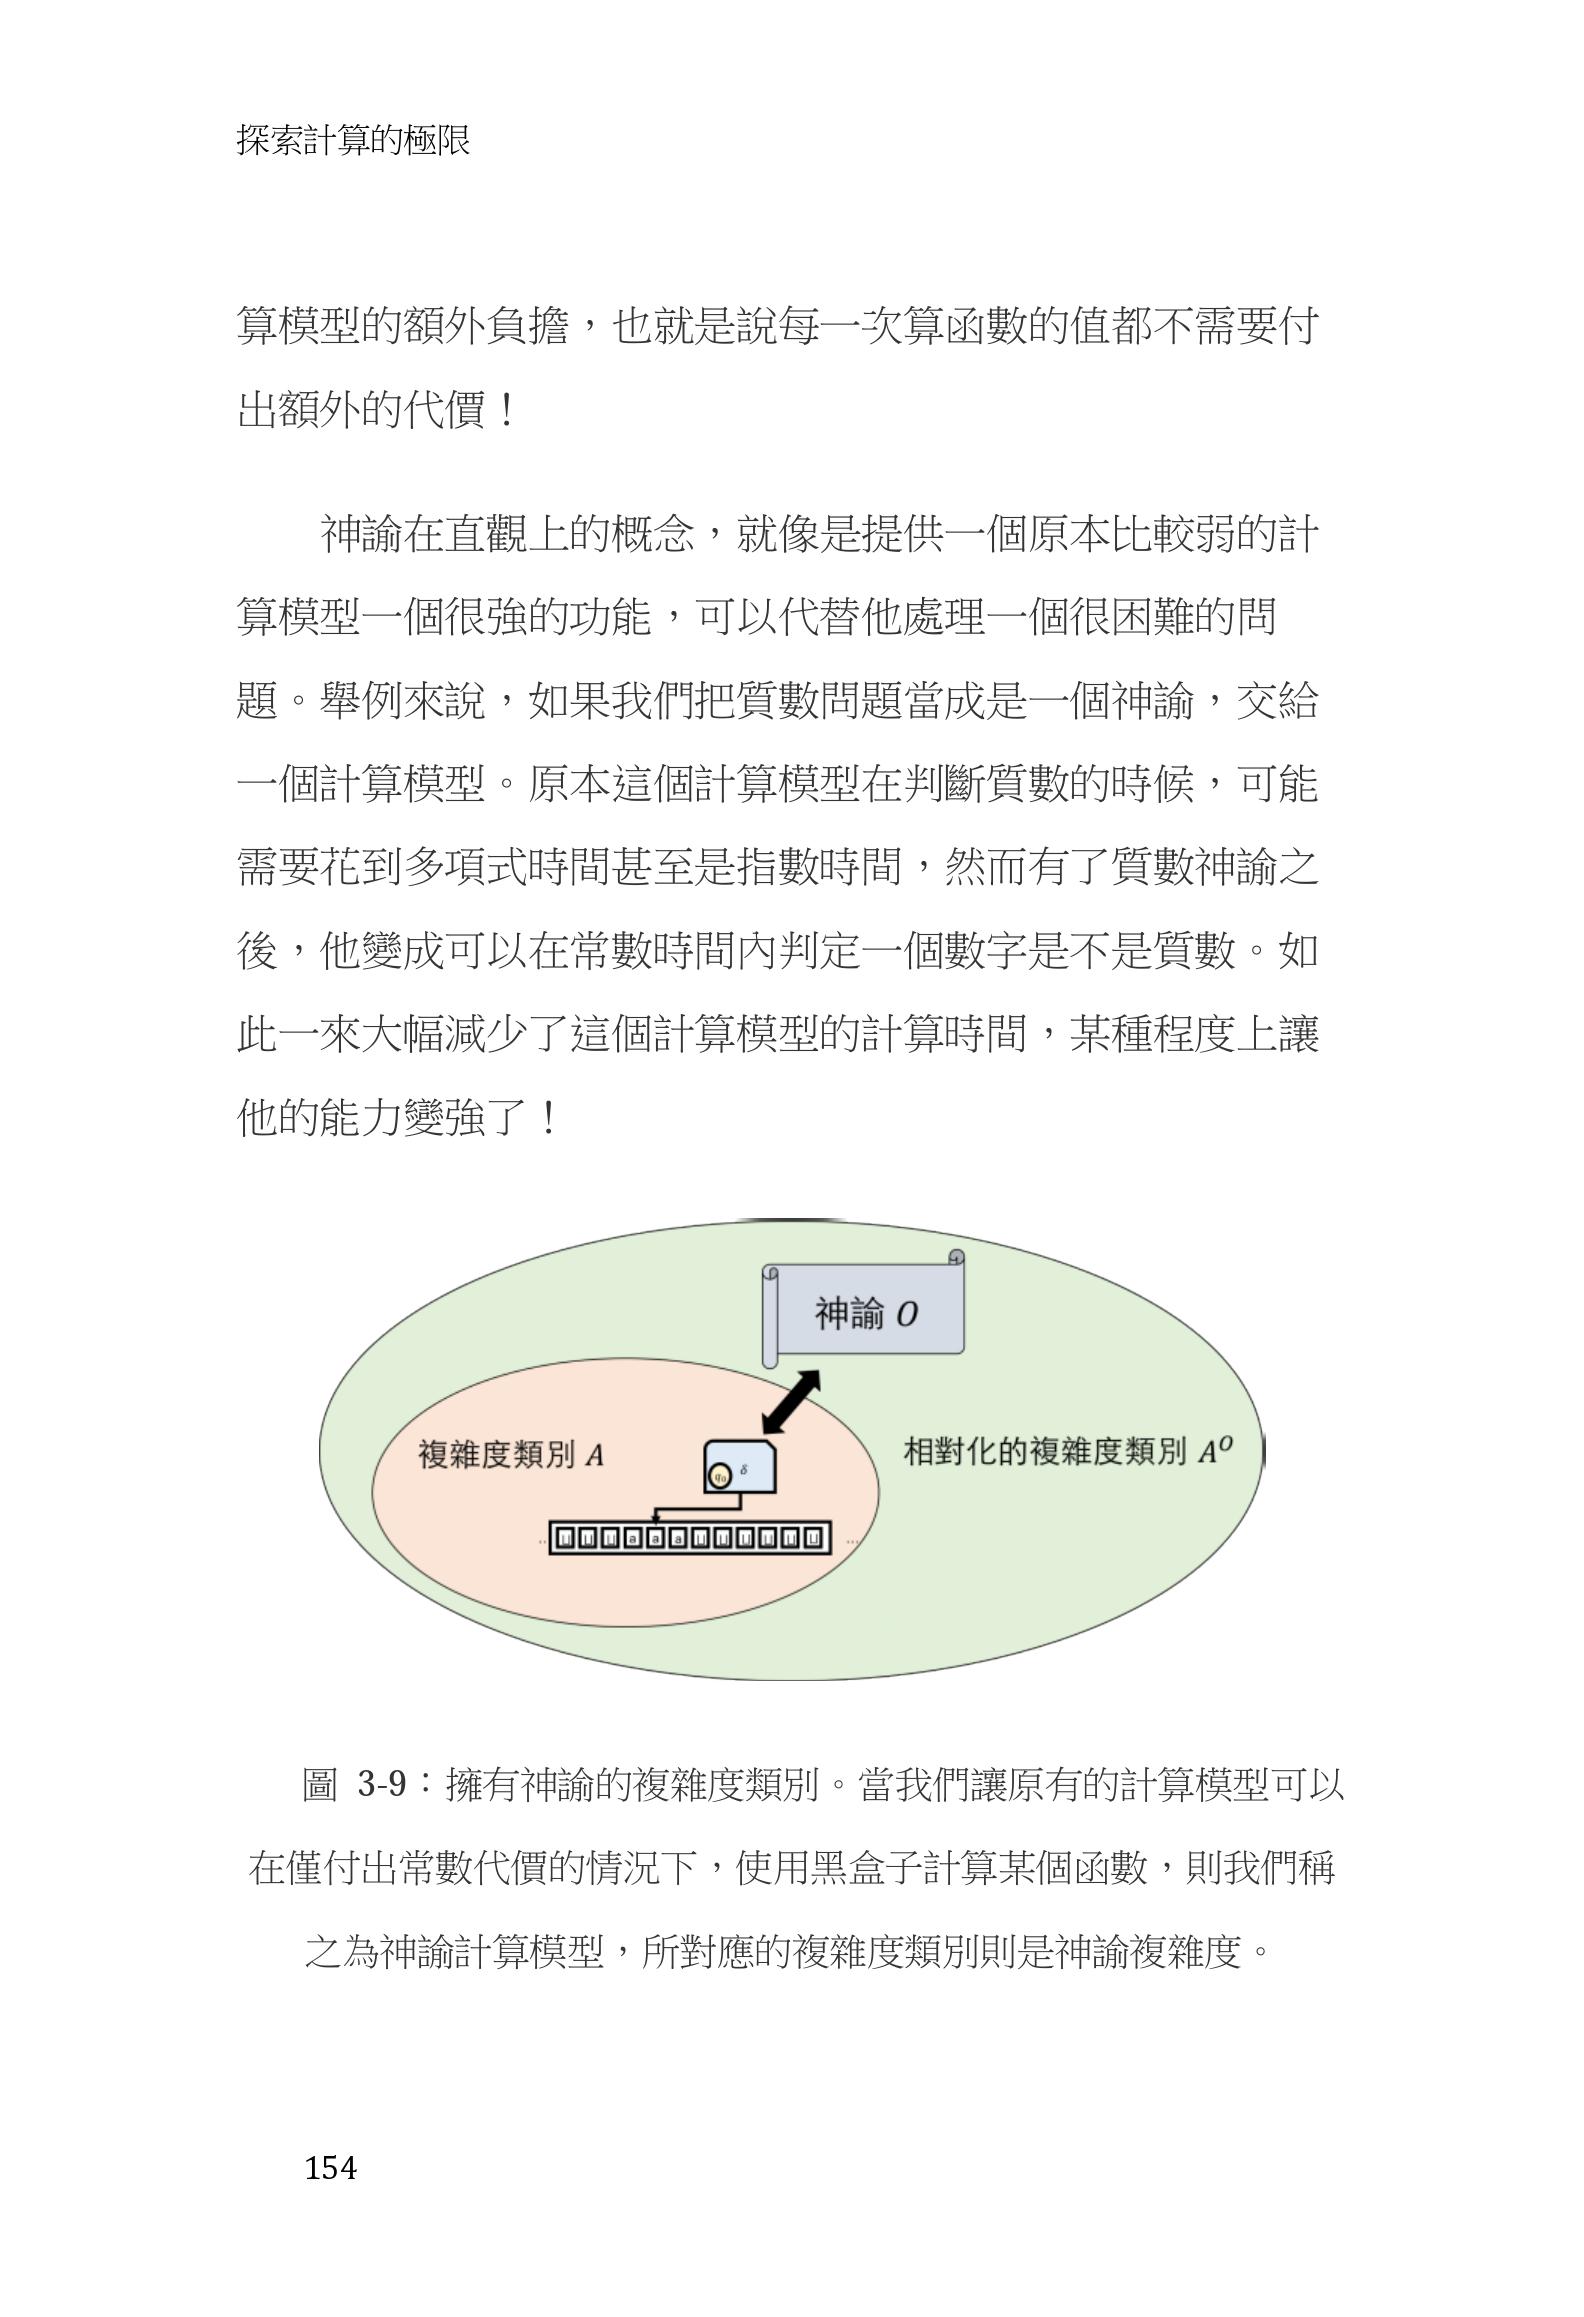 探索計算的極限
算模型的額外負擔，也就是說每一次算函數的值都不需要付
出額外的代價！
神諭在直觀上的概念，就像是提供一個原本比較弱的計
算模型一個很強的功能，可以代替他處理一個很困難的問
題。舉例來說，如果我們把質數問題當成是一個神諭，交給
一個計算模型。原本這個計算模型在判斷質數的時候，可能
需要花到多項式時間甚至是指數時間，然而有了質數神諭之
後，他變成可以在常數時間內判定一個數字是不是質數。如
此一來大幅減少了這個計算模型的計算時間，某種程度上讓
他的能力變強了！
神諭 O
複雜度類別 A
q₀ δ
相對化的複雜度類別 Aᴼ
… ⊔ ⊔ ⊔ a a a ⊔ ⊔ ⊔ ⊔ ⊔ ⊔ …
圖 3-9：擁有神諭的複雜度類別。當我們讓原有的計算模型可以
在僅付出常數代價的情況下，使用黑盒子計算某個函數，則我們稱
之為神諭計算模型，所對應的複雜度類別則是神諭複雜度。
154